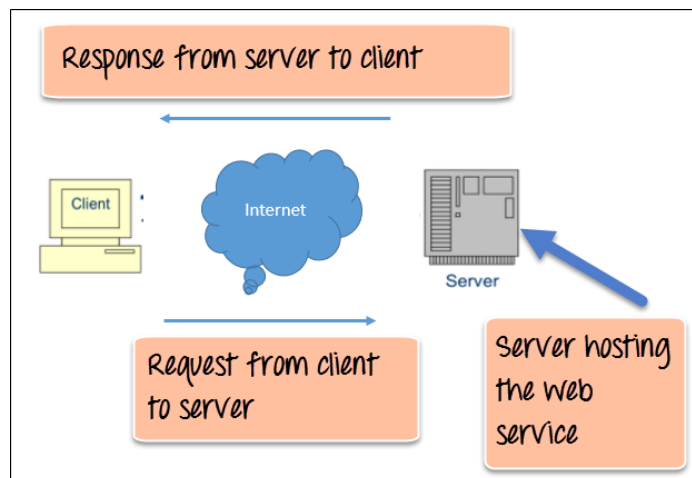 Response from server to client
Client
Internet
Server
Request from client
to server
Server hosting
the web
service